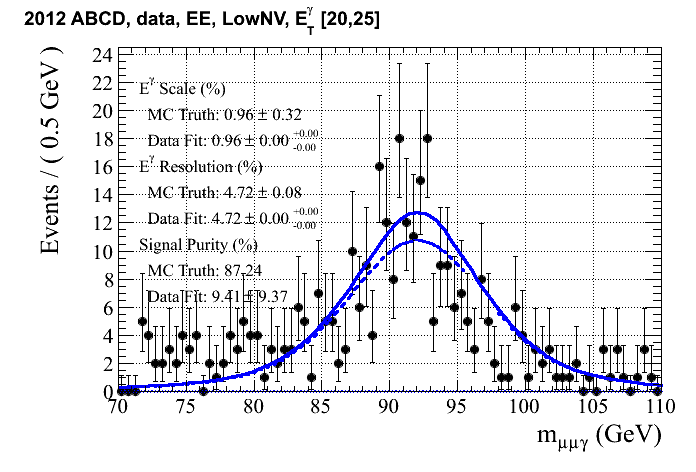 2012 ABCD, data, EE, LowNV, E_T^γ [20,25]
Events / ( 0.5 GeV )
24
22
20
18
16
14
12
10
8
6
4
2
0
E^γ Scale (%)
MC Truth: 0.96 ± 0.32
Data Fit: 0.96 ± 0.00 +0.00 -0.00
E^γ Resolution (%)
MC Truth: 4.72 ± 0.08
Data Fit: 4.72 ± 0.00 +0.00 -0.00
Signal Purity (%)
MC Truth: 87.24
Data Fit: 9.41 ± 9.37
70 75 80 85 90 95 100 105 110
m_μμγ (GeV)